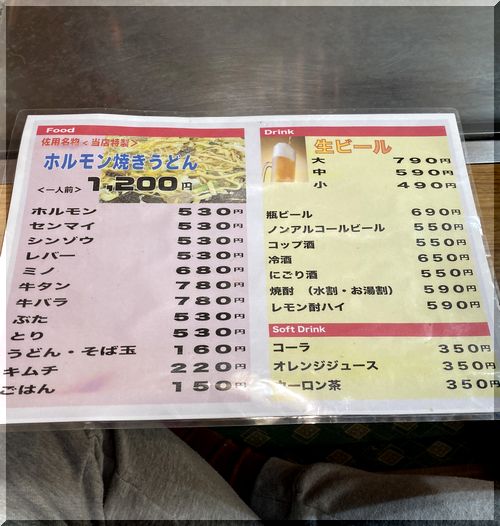 Food
佐用名物<当店特製>
ホルモン焼きうどん
<一人前> 1,200円
ホルモン 530円
センマイ 530円
シンゾウ 530円
レバー 530円
ミノ 680円
牛タン 780円
牛バラ 780円
ぶた 530円
とり 530円
うどん・そば玉 160円
キムチ 220円
ごはん 150円
Drink
生ビール
大 790円
中 590円
小 490円
瓶ビール 690円
ノンアルコールビール 550円
コップ酒 550円
冷酒 650円
にごり酒 550円
焼酎 (水割・お湯割) 590円
レモン酎ハイ 590円
Soft Drink
コーラ 350円
オレンジジュース 350円
ウーロン茶 350円